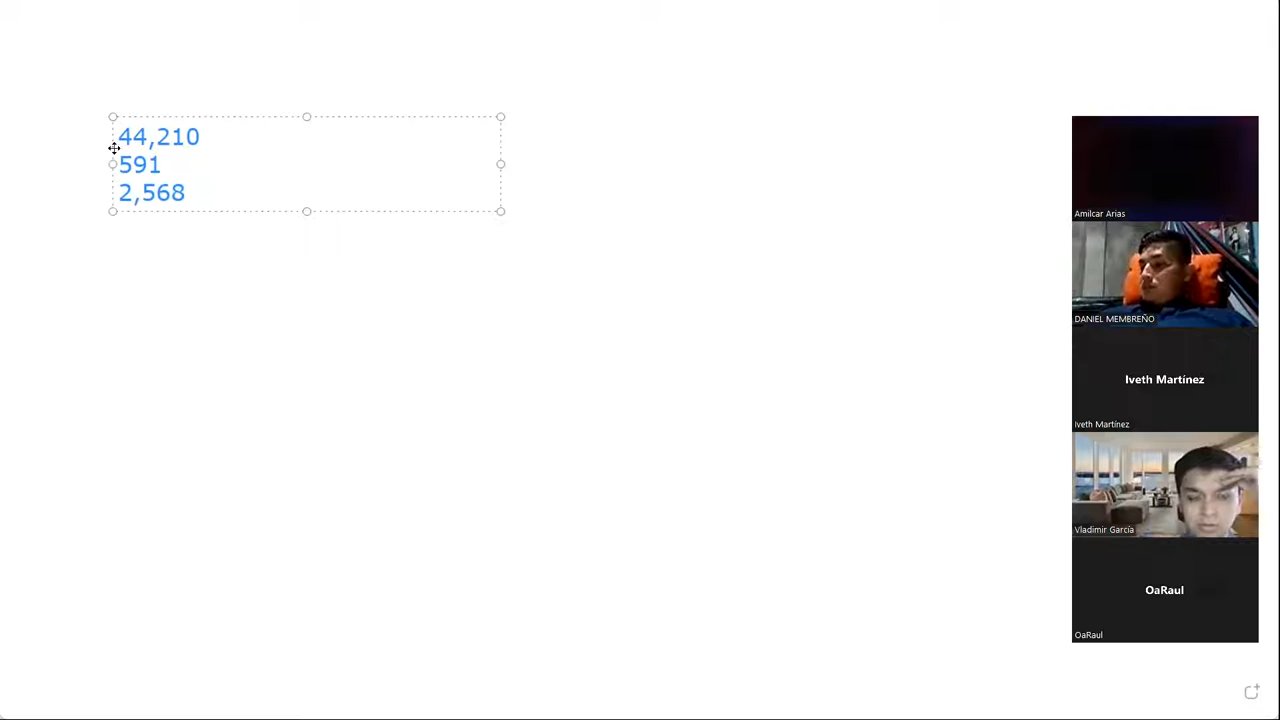 44,210
591
2,568
Amilcar Arias
DANIEL MEMBREÑO
Iveth Martínez
Iveth Martínez
Vladimir García
OaRaul
OaRaul